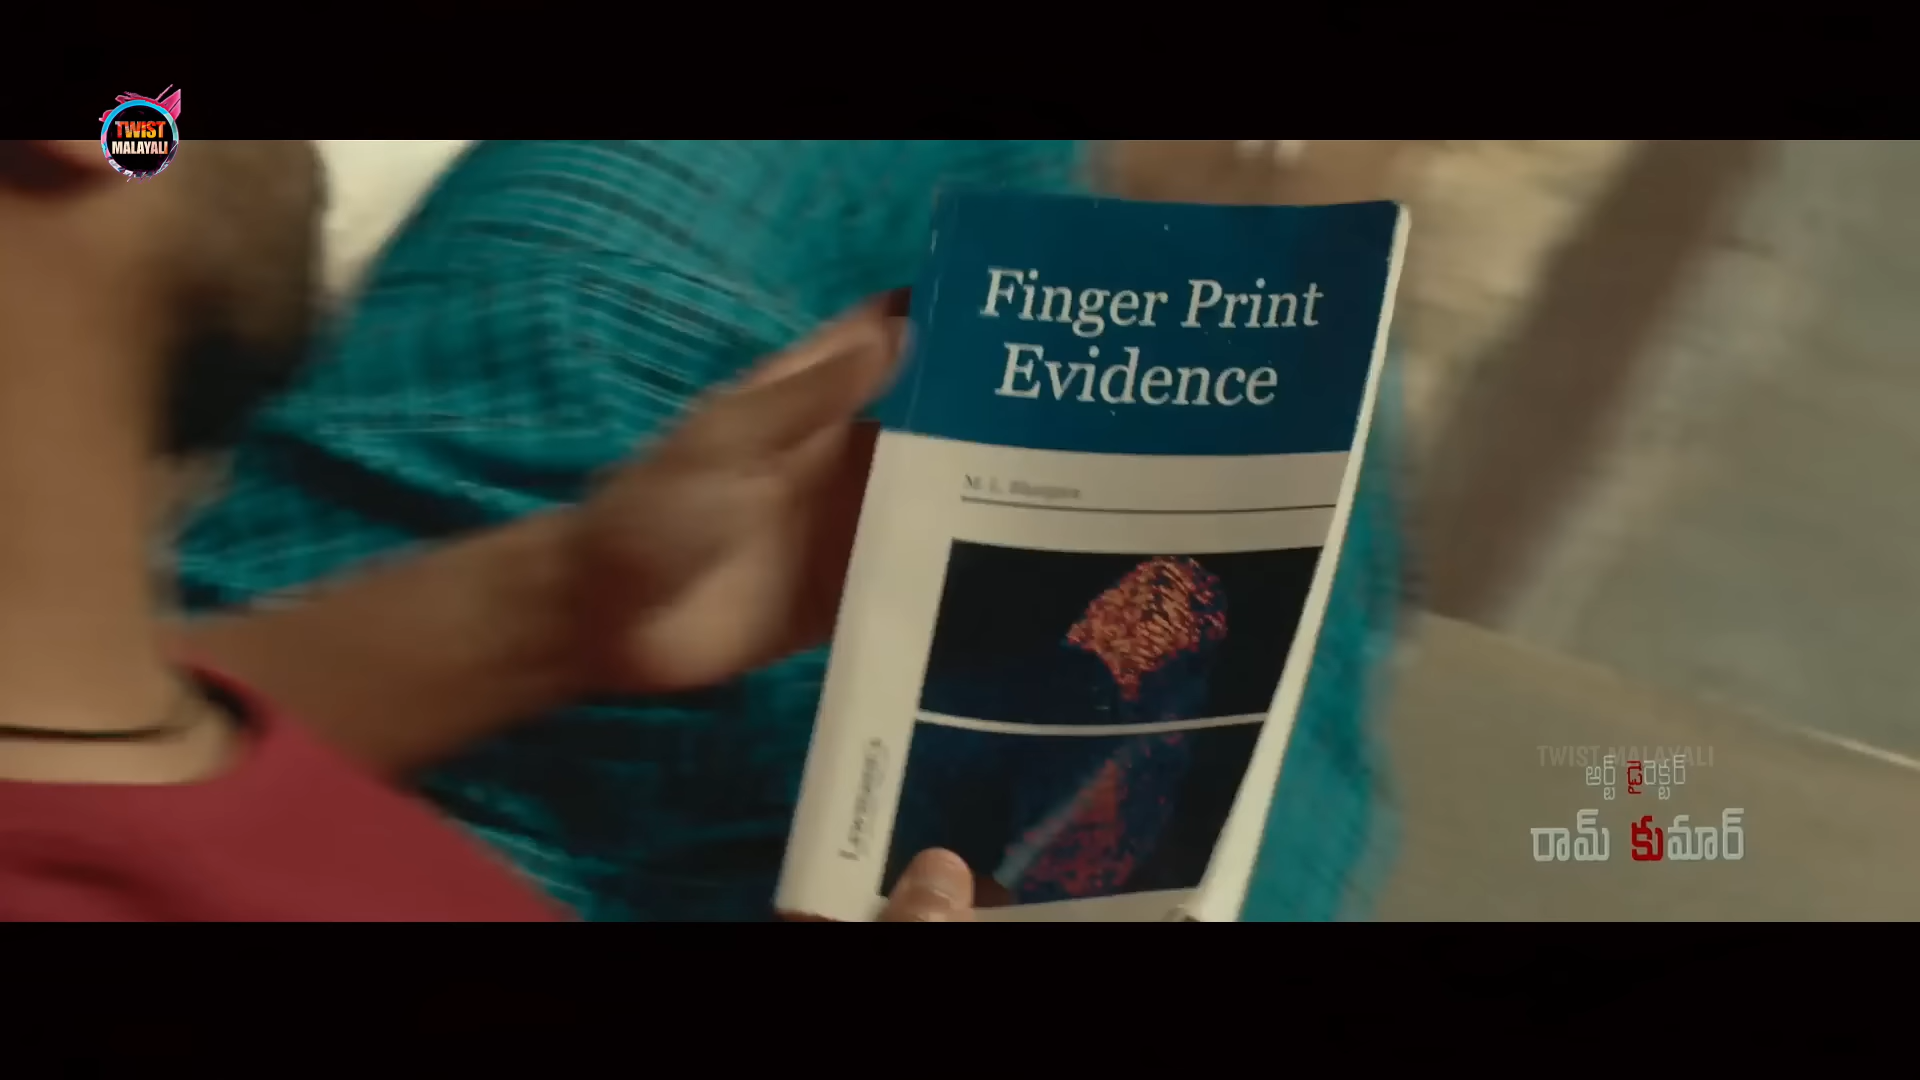 TWIST
MALAYALI
Finger Print
Evidence
TWIST MALAYALI
ఆర్ట్ డైరెక్టర్
రామ్ కుమార్